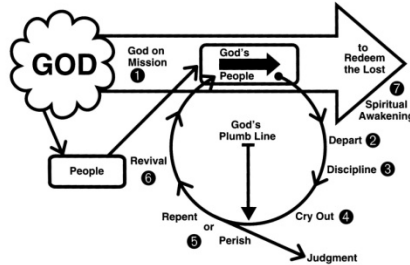 GOD
God on
Mission
1
God's
People
to
Redeem
the Lost
7
Spiritual
Awakening
God's
Plumb Line
Depart 2
Discipline 3
Cry Out 4
Repent
or
5 Perish
Judgment
People
Revival
6